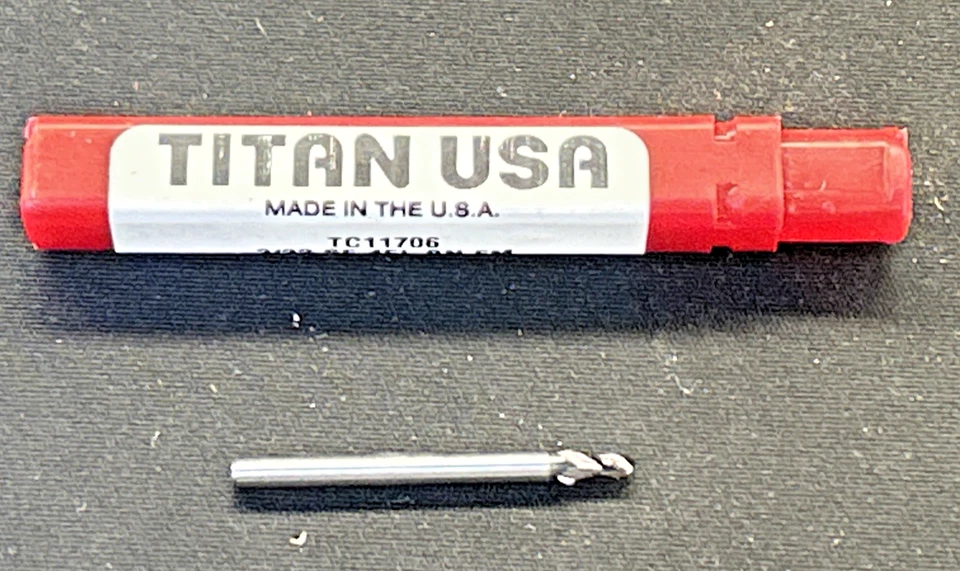 TITAN USA
MADE IN THE U.S.A.
TC11706